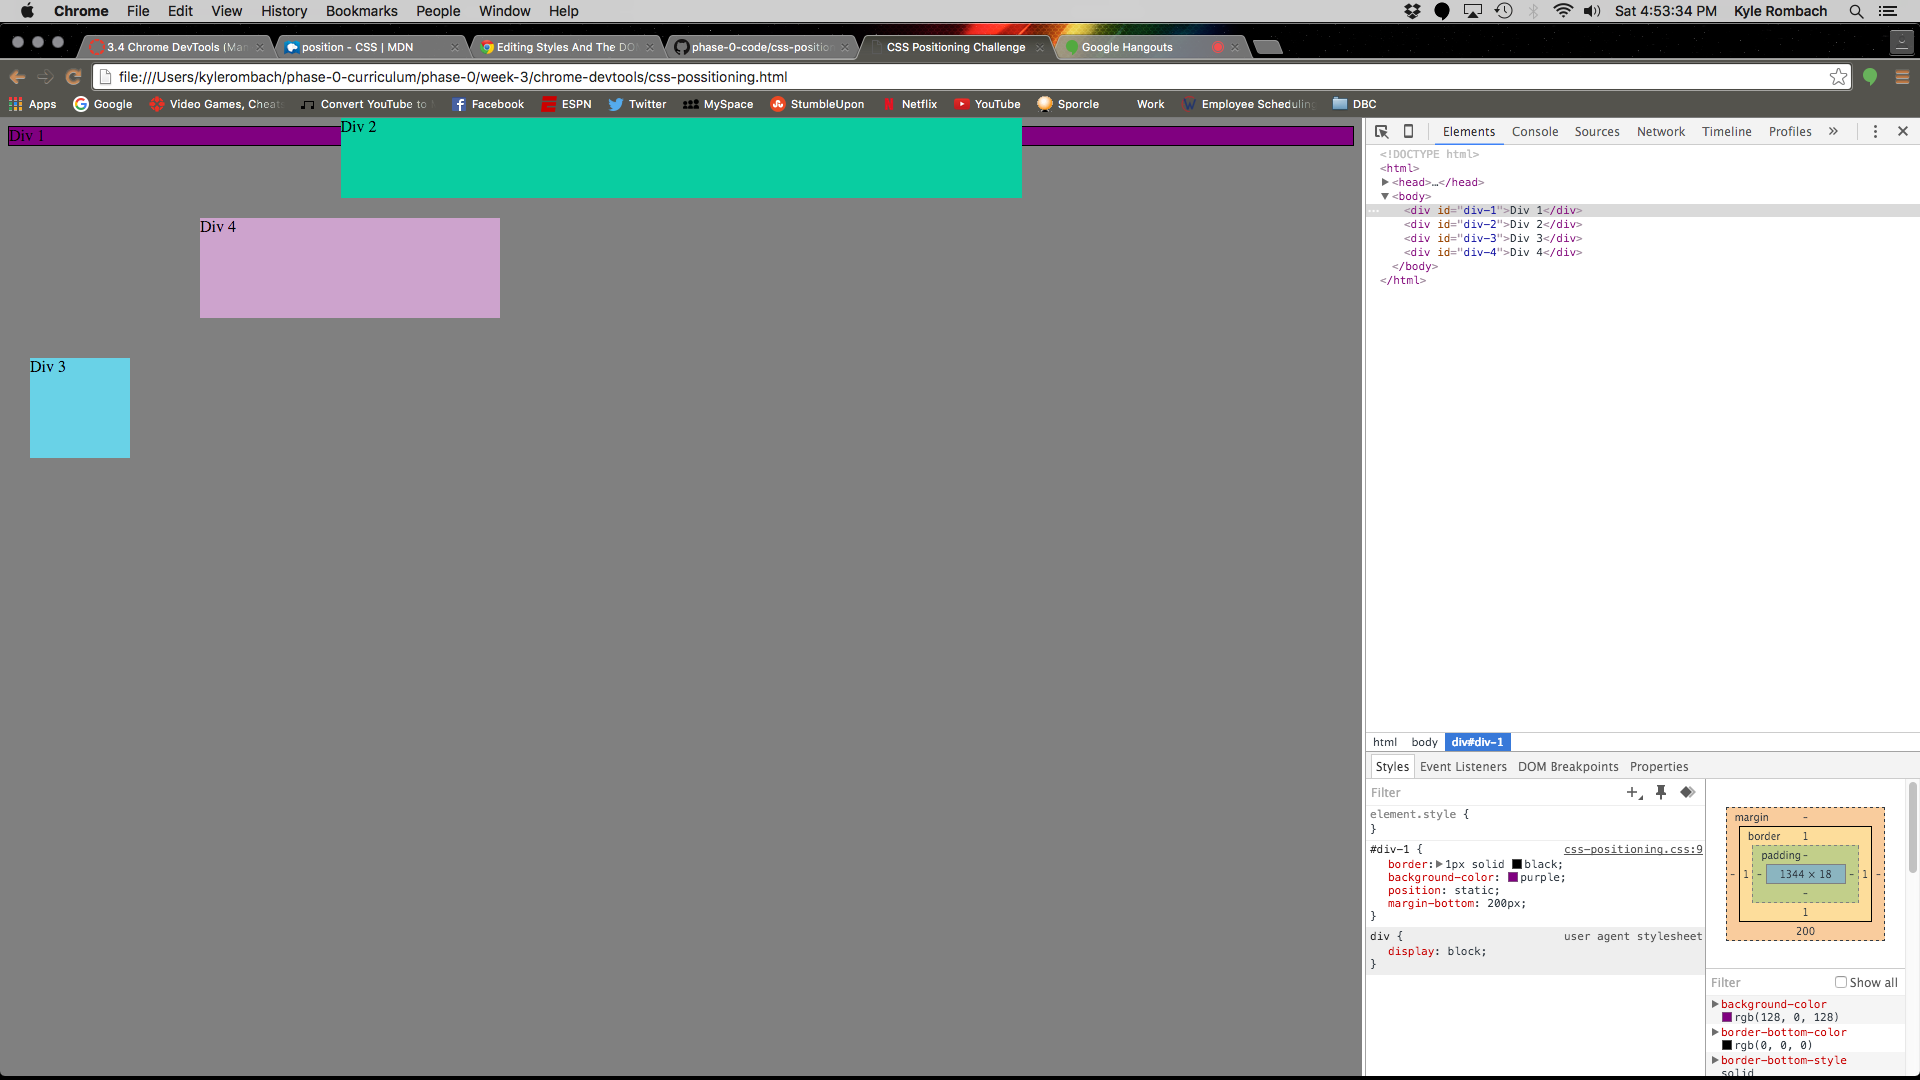 Chrome File Edit View History Bookmarks People Window Help Sat 4:53:34 PM Kyle Rombach
3.4 Chrome DevTools (Man position - CSS | MDN Editing Styles And The DO phase-0-code/css-position CSS Positioning Challenge Google Hangouts
file:///Users/kylerombach/phase-0-curriculum/phase-0/week-3/chrome-devtools/css-possitioning.html
Apps Google Video Games, Cheats Convert YouTube to Facebook ESPN Twitter MySpace StumbleUpon Netflix YouTube Sporcle Work Employee Scheduling DBC
Div 1
Div 2
Div 4
Div 3
Elements Console Sources Network Timeline Profiles »
<!DOCTYPE html>
<html>
<head>…</head>
<body>
<div id="div-1">Div 1</div>
<div id="div-2">Div 2</div>
<div id="div-3">Div 3</div>
<div id="div-4">Div 4</div>
</body>
</html>
html body div#div-1
Styles Event Listeners DOM Breakpoints Properties
Filter
element.style {
}
#div-1 { css-positioning.css:9
border: 1px solid black;
background-color: purple;
position: static;
margin-bottom: 200px;
}
div { user agent stylesheet
display: block;
}
margin -
border 1
padding -
- 1 - 1344 × 18 - 1 -
-
1
200
Filter Show all
background-color
rgb(128, 0, 128)
border-bottom-color
rgb(0, 0, 0)
border-bottom-style
solid